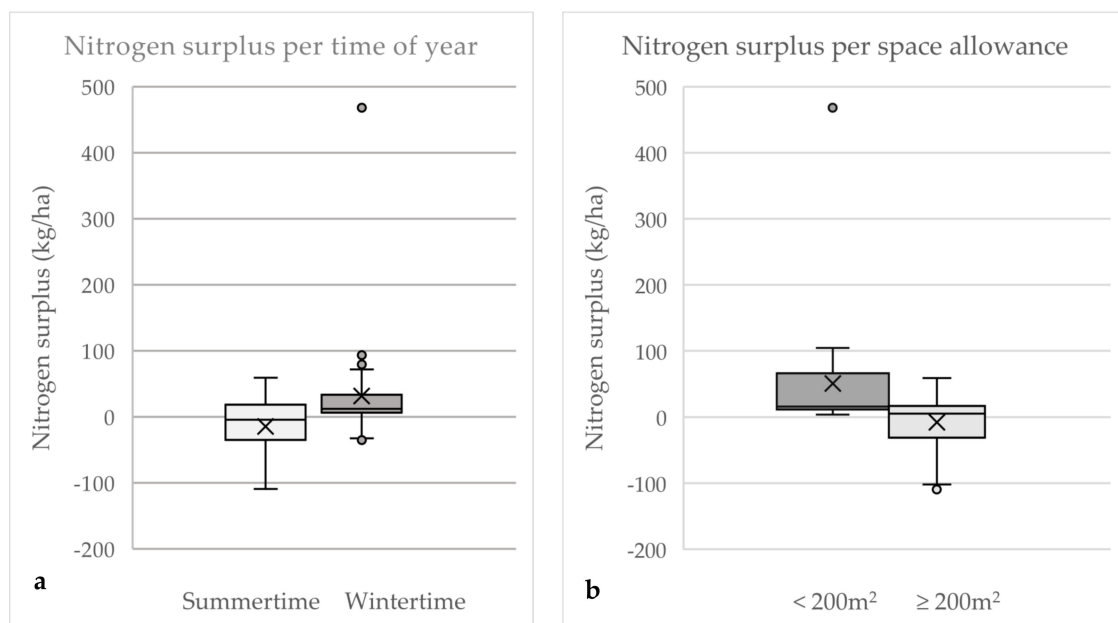 Nitrogen surplus per time of year
Nitrogen surplus (kg/ha)
500
400
300
200
100
0
-100
-200
Summertime Wintertime
a
Nitrogen surplus per space allowance
Nitrogen surplus (kg/ha)
500
400
300
200
100
0
-100
-200
< 200m² ≥ 200m²
b